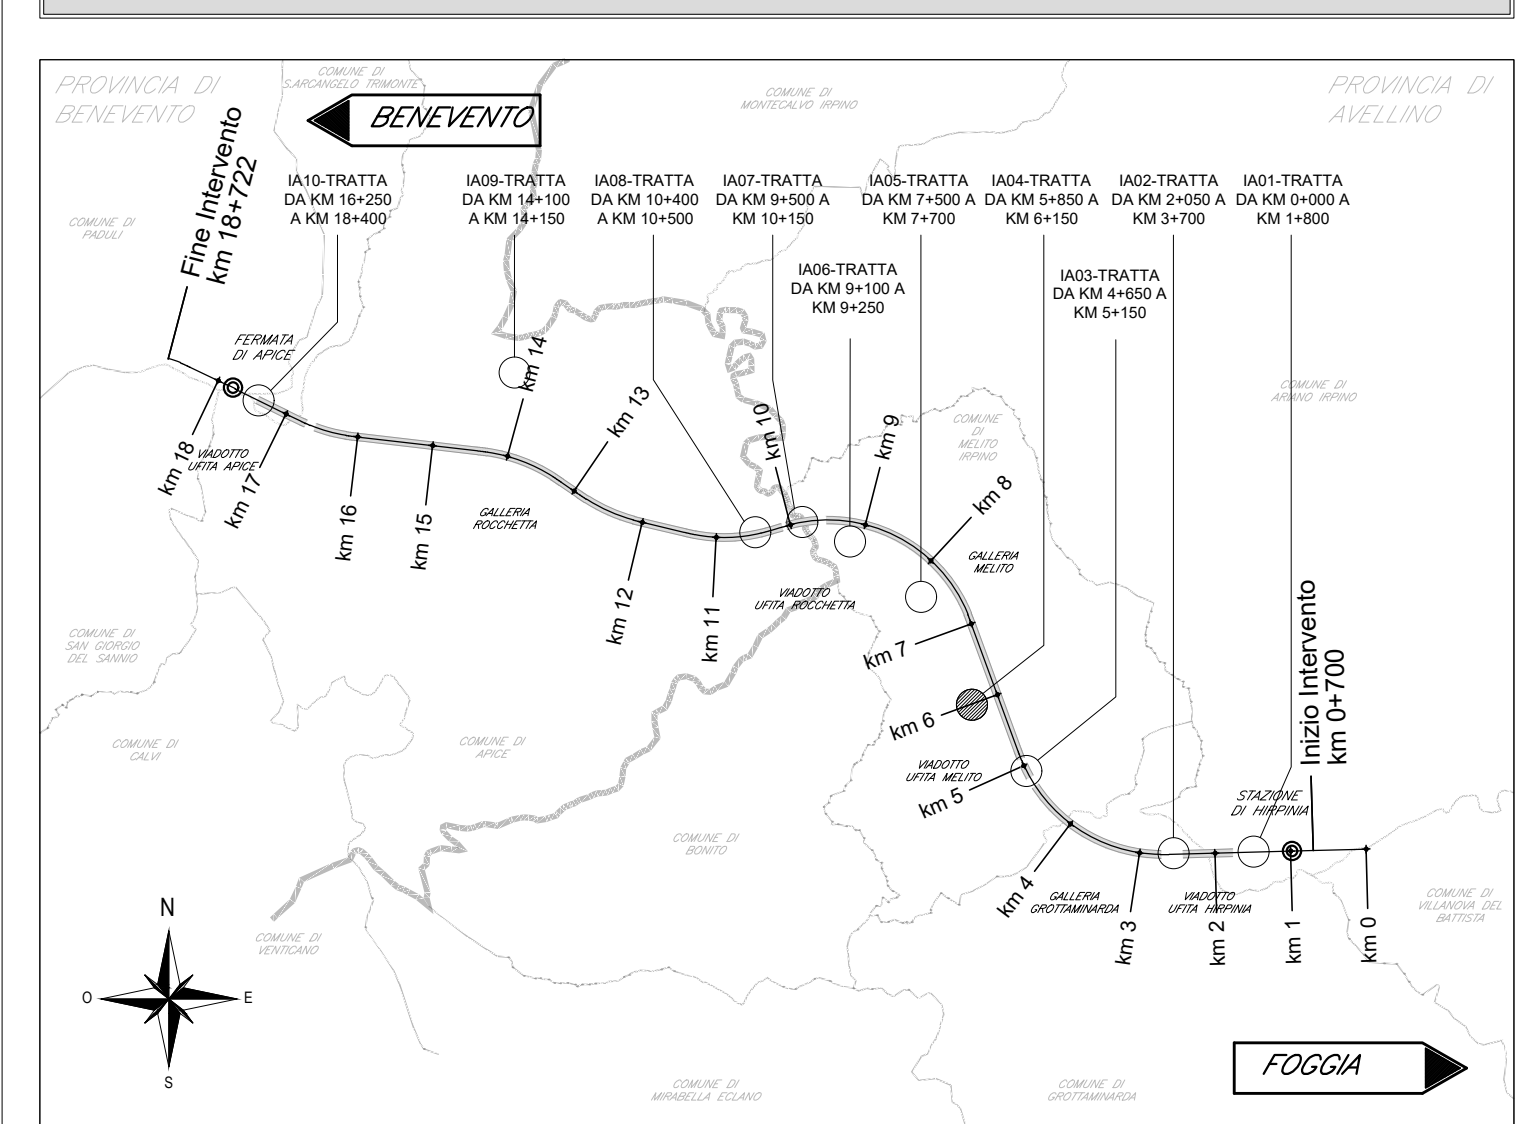 PROVINCIA DI
BENEVENTO
COMUNE DI
S.ARCANGELO TRIMONTE
BENEVENTO
COMUNE DI
MONTECALVO IRPINO
PROVINCIA DI
AVELLINO
Fine Intervento
km 18+722
COMUNE DI
PADULI
IA10-TRATTA
DA KM 16+250
A KM 18+400
IA09-TRATTA
DA KM 14+100
A KM 14+150
IA08-TRATTA
DA KM 10+400
A KM 10+500
IA07-TRATTA
DA KM 9+500 A
KM 10+150
IA05-TRATTA
DA KM 7+500 A
KM 7+700
IA04-TRATTA
DA KM 5+850 A
KM 6+150
IA02-TRATTA
DA KM 2+050 A
KM 3+700
IA01-TRATTA
DA KM 0+000 A
KM 1+800
IA06-TRATTA
DA KM 9+100 A
KM 9+250
IA03-TRATTA
DA KM 4+650 A
KM 5+150
FERMATA
DI APICE
COMUNE DI
ARIANO IRPINO
COMUNE
DI
MELITO
IRPINO
km 18
VIADOTTO
UFITA APICE
km 17
km 16
km 15
km 14
km 13
GALLERIA
ROCCHETTA
km 12
km 11
km 10
km 9
km 8
GALLERIA
MELITO
VIADOTTO
UFITA ROCCHETTA
km 7
km 6
VIADOTTO
UFITA MELITO
km 5
COMUNE DI
SAN GIORGIO
DEL SANNIO
COMUNE DI
CALVI
COMUNE DI
APICE
COMUNE DI
BONITO
Inizio Intervento
km 0+700
STAZIONE
DI HIRPINIA
km 4
GALLERIA
GROTTAMINARDA
km 3
VIADOTTO
UFITA HIRPINIA
km 2
km 1
km 0
COMUNE DI
VILLANOVA DEL
BATTISTA
COMUNE DI
VENTICANO
N
O
E
S
FOGGIA
COMUNE DI
MIRABELLA ECLANO
COMUNE DI
GROTTAMINARDA